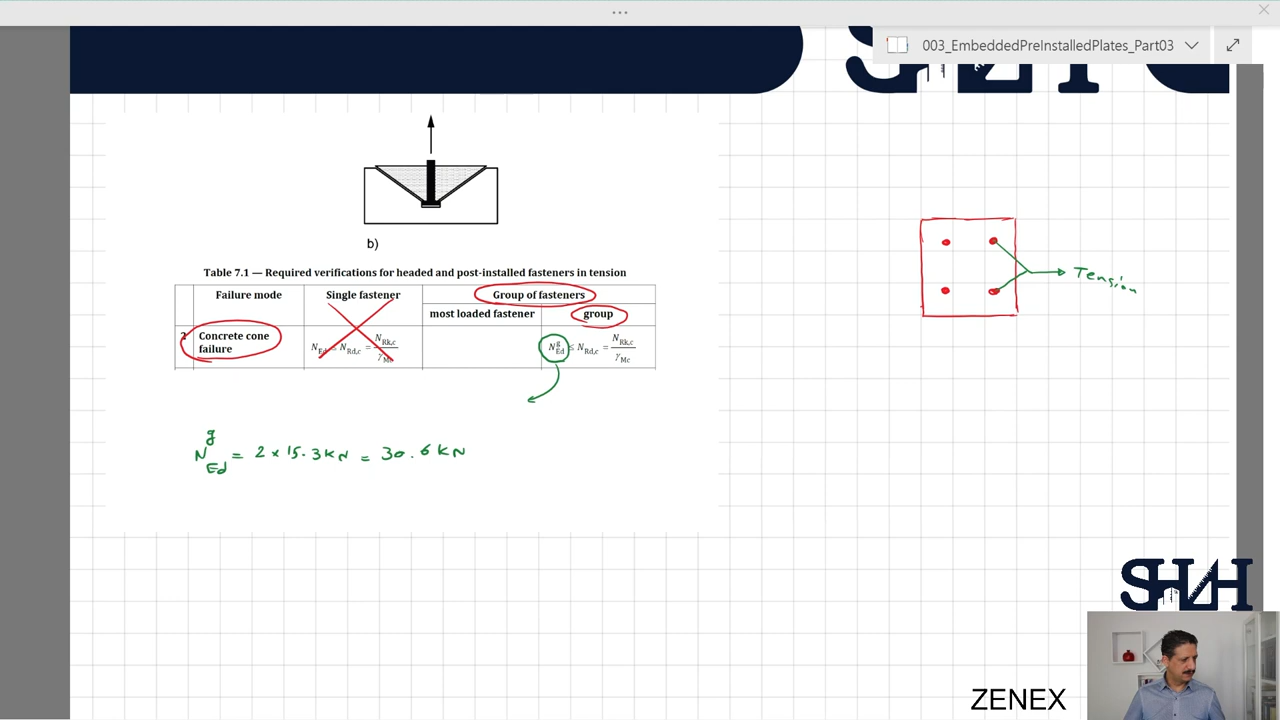 ...
003_EmbeddedPreInstalledPlates_Part03
b)
Table 7.1 — Required verifications for headed and post-installed fasteners in tension
Failure mode
Single fastener
Group of fasteners
most loaded fastener
group
Concrete cone
failure
N_Ed ≤ N_Rd,c = N_Rk,c / γ_Mc
N^g_Ed ≤ N_Rd,c = N_Rk,c / γ_Mc
Tension
N^g_Ed = 2 × 15.3 kN = 30.6 kN
SHZH
ZENEX